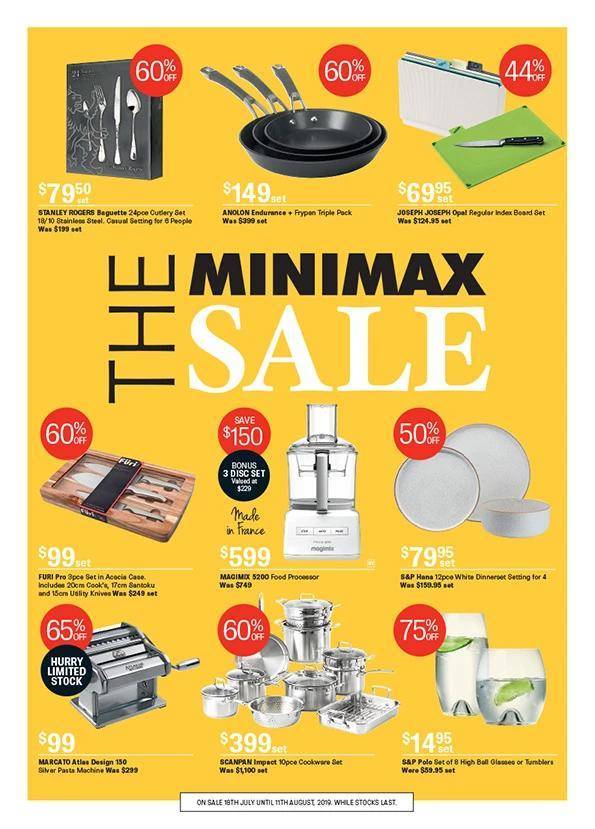 60% OFF
$79.50 set
STANLEY ROGERS Baguette 24pce Cutlery Set
18/10 Stainless Steel. Casual Setting for 6 People
Was $199 set
60% OFF
$149 set
ANOLON Endurance + Frypan Triple Pack
Was $399 set
44% OFF
$69.95 set
JOSEPH JOSEPH Opal Regular Index Board Set
Was $124.95 set
THE MINIMAX
SALE
60% OFF
Füri
$99 set
FÜRI Pro 3pce Set in Acacia Case.
Includes 20cm Cook's, 17cm Santoku
and 15cm Utility Knives Was $249 set
SAVE
$150
BONUS
3 DISC SET
Valued at
$229
Made
in France
magimix
$599
MAGIMIX 5200 Food Processor
Was $749
50% OFF
$79.95 set
S&P Hana 12pce White Dinnerset Setting for 4
Was $159.95 set
65% OFF
HURRY
LIMITED
STOCK
$99
MARCATO Atlas Design 150
Silver Pasta Machine Was $299
60% OFF
$399 set
SCANPAN Impact 10pce Cookware Set
Was $1,100 set
75% OFF
$14.95 set
S&P Polo Set of 8 High Ball Glasses or Tumblers
Were $59.95 set
ON SALE 18TH JULY UNTIL 11TH AUGUST, 2019. WHILE STOCKS LAST.